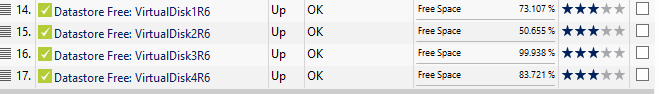 14. Datastore Free: VirtualDisk1R6 Up OK Free Space 73.107 %
15. Datastore Free: VirtualDisk2R6 Up OK Free Space 50.655 %
16. Datastore Free: VirtualDisk3R6 Up OK Free Space 99.938 %
17. Datastore Free: VirtualDisk4R6 Up OK Free Space 83.721 %